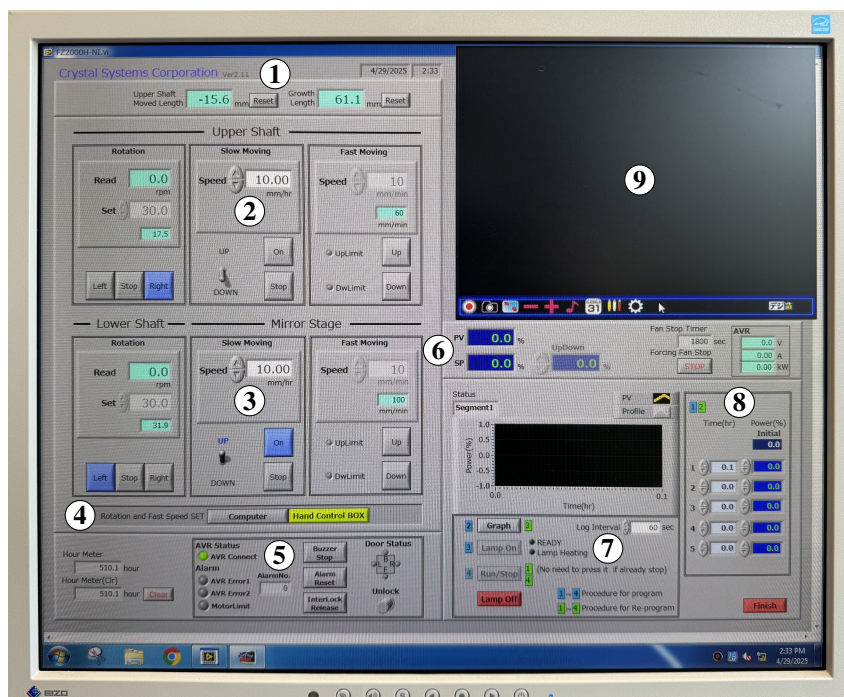 FZ2000H-NI.vi
Crystal Systems Corporation Ver2.11
1
4/29/2025 2:33
Upper Shaft Moved Length -15.6 mm Reset Growth Length 61.1 mm Reset
Upper Shaft
Rotation
Read 0.0
rpm
Set 30.0
17.5
Left Stop Right
Slow Moving
Speed 10.00
mm/hr
2
UP On
DOWN Stop
Fast Moving
Speed 10
mm/min
60
mm/min
UpLimit Up
DwLimit Down
Lower Shaft
Mirror Stage
Rotation
Read 0.0
rpm
Set 30.0
31.9
Left Stop Right
Slow Moving
Speed 10.00
mm/hr
3
UP On
DOWN Stop
Fast Moving
Speed 10
mm/min
100
mm/min
UpLimit Up
DwLimit Down
4
Rotation and Fast Speed SET Computer Hand Control BOX
Hour Meter
510.1 hour
Hour Meter(Clr)
510.1 hour Clear
AVR Status
AVR Connect
Alarm
AVR Error1
AVR Error2
MotorLimit
5
AlarmNo.
0
Buzzer Stop
Alarm Reset
InterLock Release
Door Status
B
L R
F
Unlock
9
31
6
PV 0.0 %
SP 0.0 %
UpDown
0.0 %
Fan Stop Timer
1800 sec
Forcing Fan Stop
STOP
AVR
0.0 V
0.00 A
0.00 kW
Status
Segment1
PV
Profile
Power(%)
1.0
0.5
0.0
-0.5
-1.0
0.0 0.1
Time(hr)
2 Graph 3
Log Interval 60 sec
3 Lamp On
READY
Lamp Heating
7
4 Run/Stop 1 (No need to press it if already stop)
4
Lamp Off
1 ~ 4 Procedure for program
1 ~ 4 Procedure for Re-program
1 2
8
Time(hr) Power(%)
Initial
0.0
1 0.1 0.0
2 0.0 0.0
3 0.0 0.0
4 0.0 0.0
5 0.0 0.0
Finish
2:33 PM
4/29/2025
EIZO